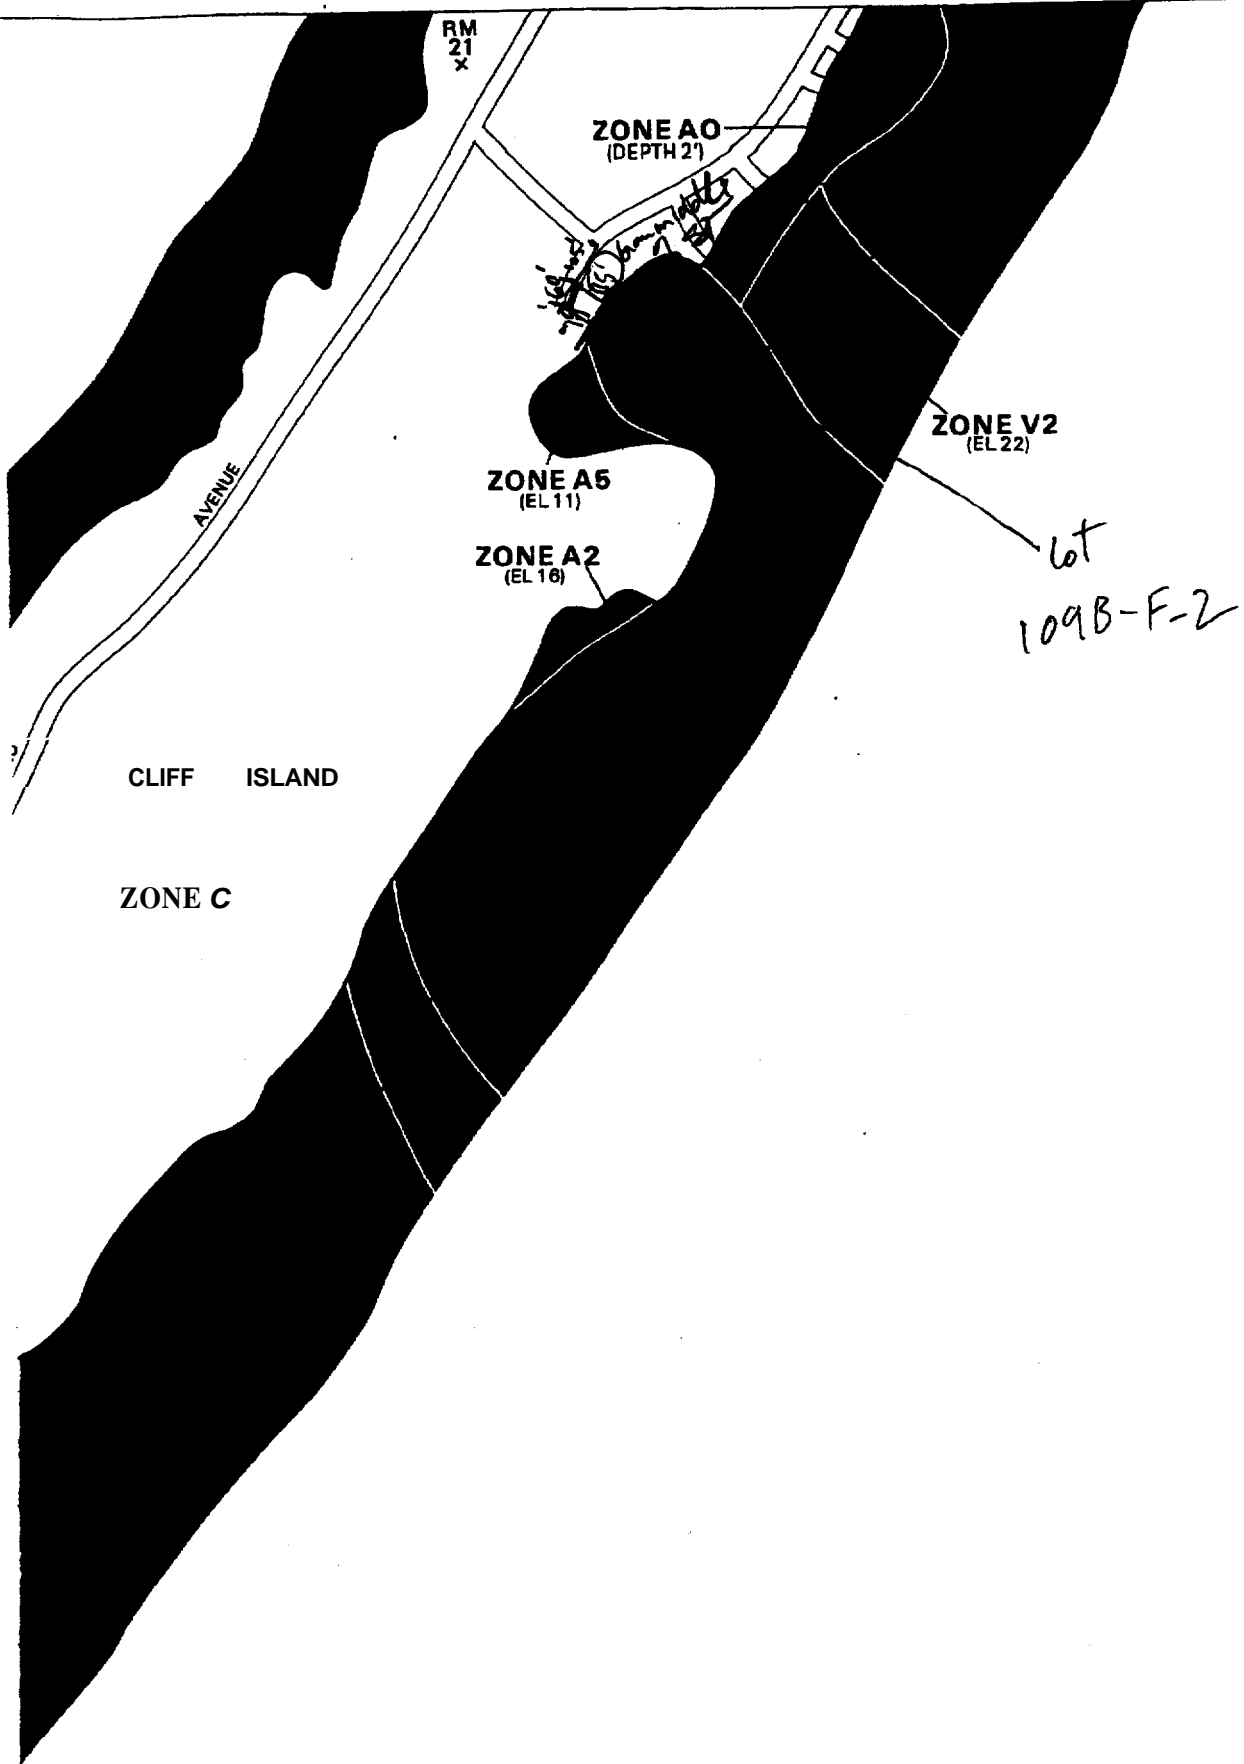 RM
21
×
ZONE AO
(DEPTH 2')
ZONE V2
(EL 22)
ZONE A5
(EL 11)
AVENUE
ZONE A2
(EL 16)
Lot
109B-F-2
CLIFF ISLAND
ZONE C